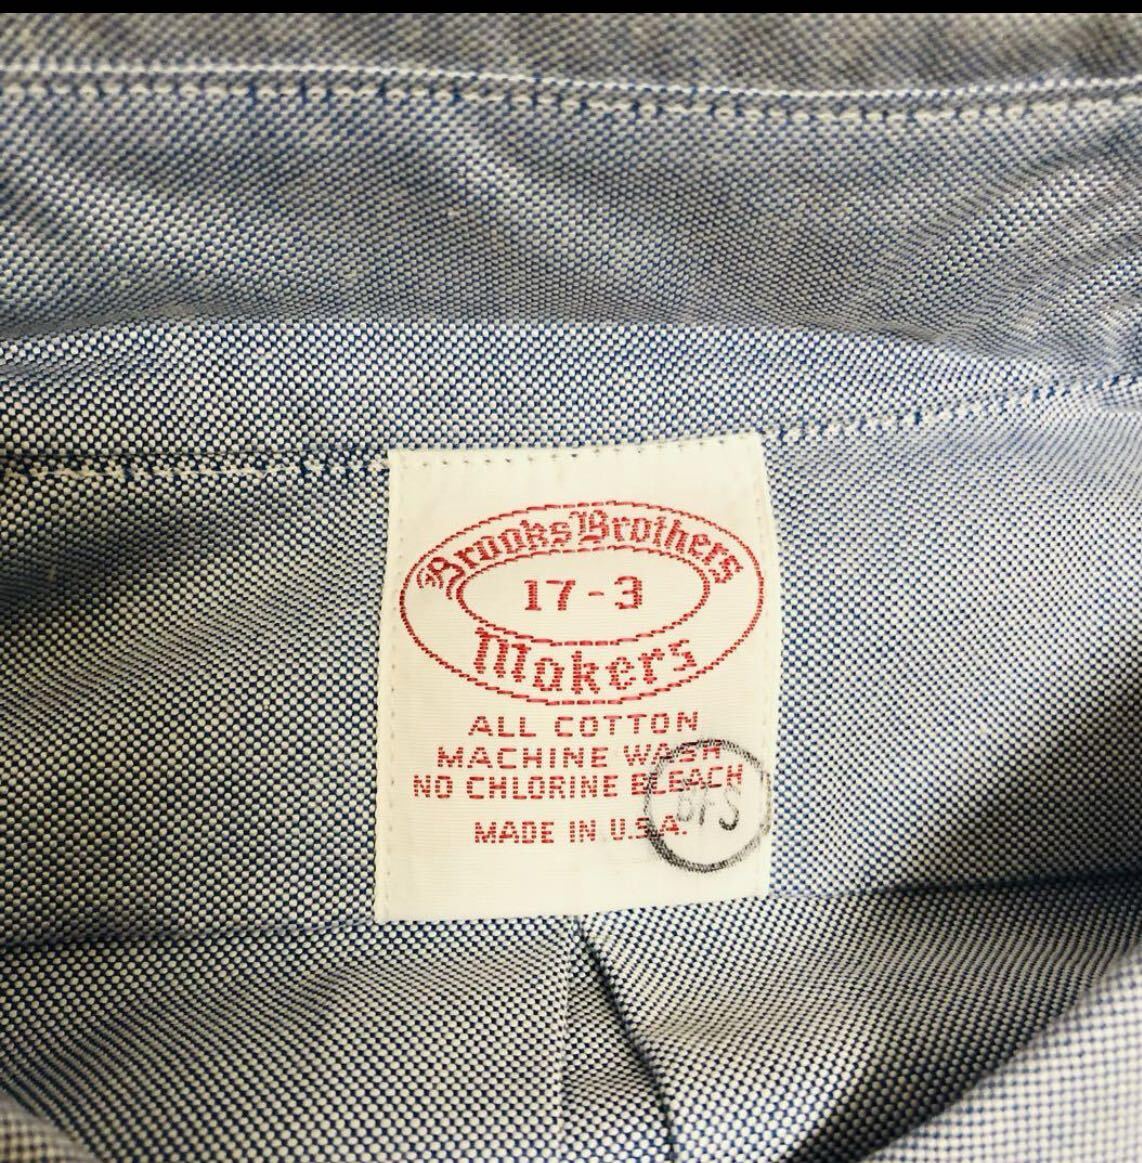 Brooks Brothers
17-3
Makers
ALL COTTON
MACHINE WASH
NO CHLORINE BLEACH
MADE IN U.S.A.